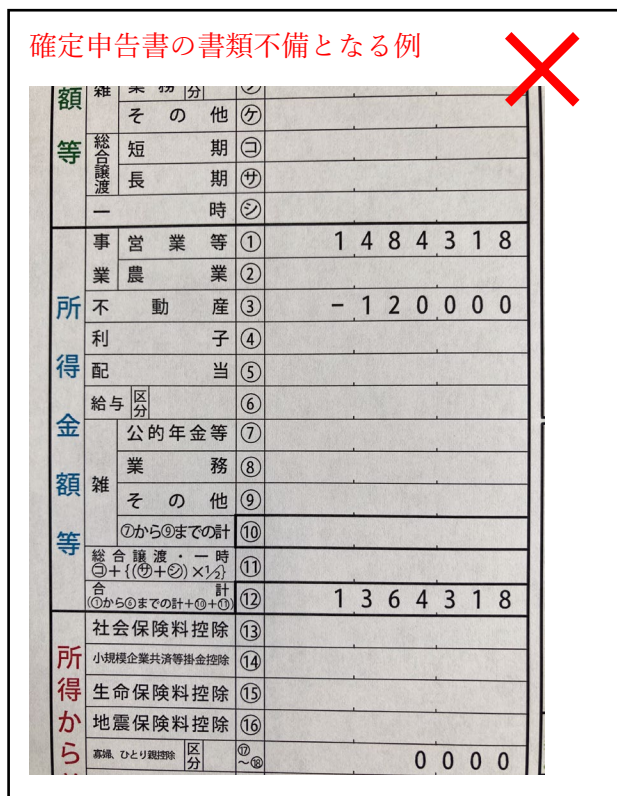 確定申告書の書類不備となる例
額等
雑
業務 区分
その他 ㋘
総合譲渡
短期 ㋙
長期 ㋚
一時 ㋛
所得金額等
事業
営業等 ① 1484318
農業 ②
不動産 ③ -120000
利子 ④
配当 ⑤
給与 区分 ⑥
雑
公的年金等 ⑦
業務 ⑧
その他 ⑨
⑦から⑨までの計 ⑩
総合譲渡・一時
㋙+{(㋚+㋛)×1/2} ⑪
合計
(①から⑥までの計+⑩+⑪) ⑫ 1364318
所得から
社会保険料控除 ⑬
小規模企業共済等掛金控除 ⑭
生命保険料控除 ⑮
地震保険料控除 ⑯
寡婦、ひとり親控除 区分 ⑰~⑱ 0000